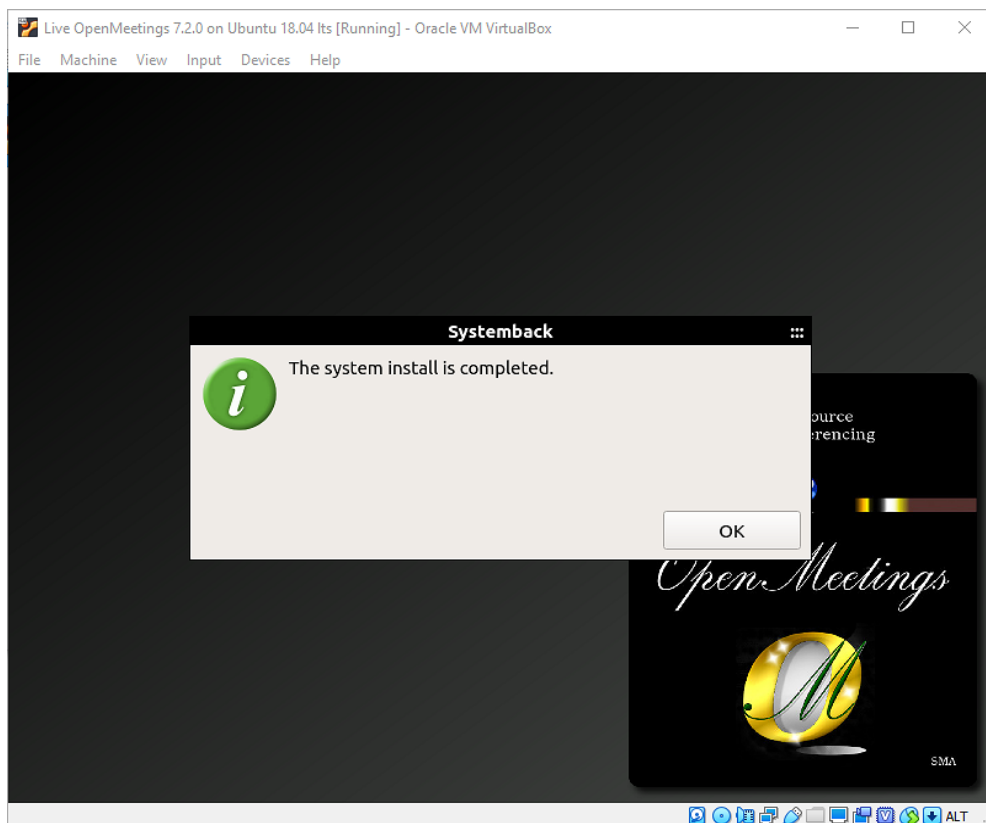 Live OpenMeetings 7.2.0 on Ubuntu 18.04 lts [Running] - Oracle VM VirtualBox
File Machine View Input Devices Help
Systemback
The system install is completed.
OK
ource
rencing
OpenMeetings
SMA
ALT